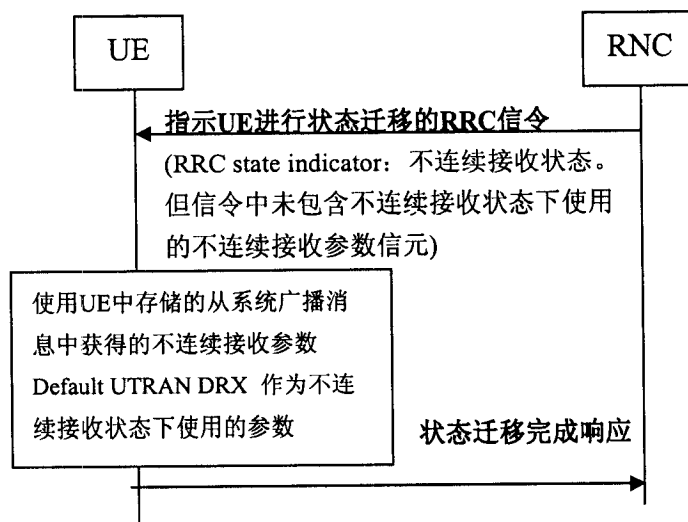 UE
RNC
指示UE进行状态迁移的RRC信令
(RRC state indicator：不连续接收状态。
但信令中未包含不连续接收状态下使用
的不连续接收参数信元)
使用UE中存储的从系统广播消
息中获得的不连续接收参数
Default UTRAN DRX 作为不连
续接收状态下使用的参数
状态迁移完成响应